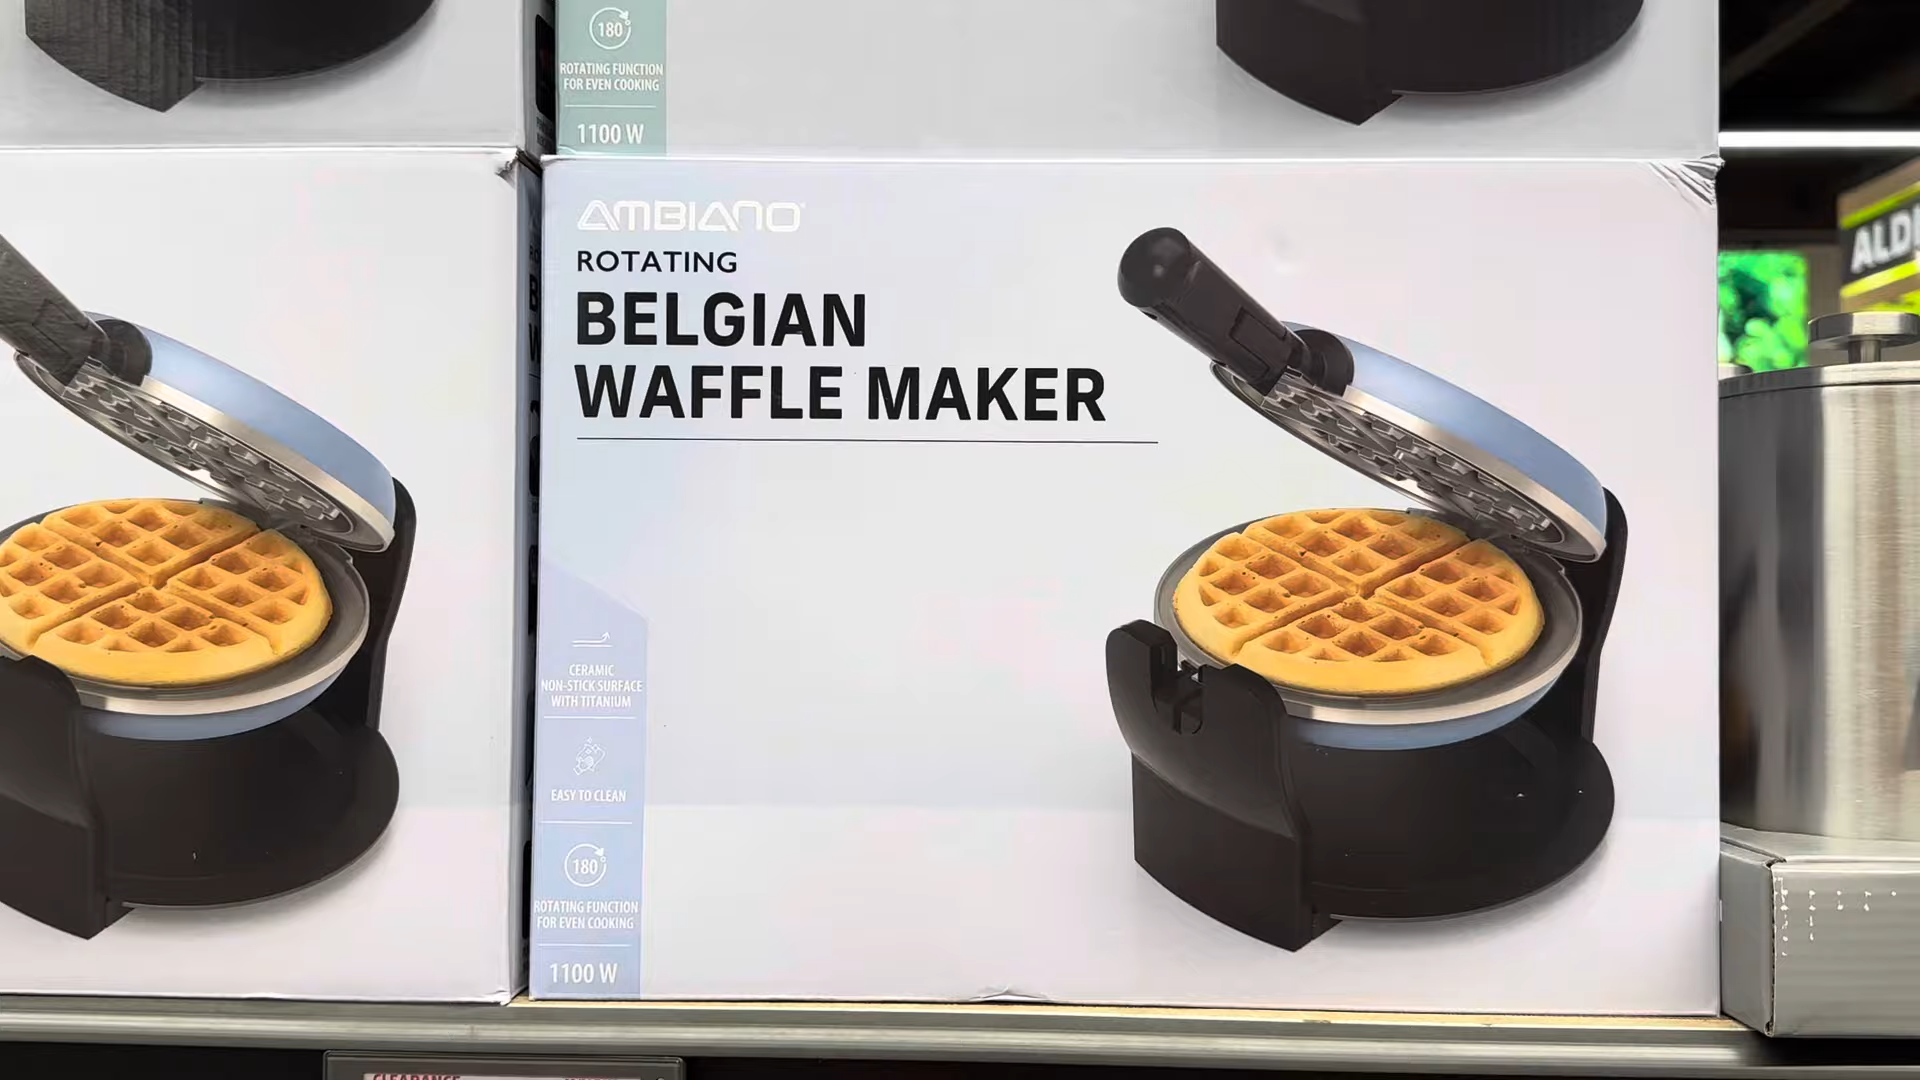 180°
ROTATING FUNCTION
FOR EVEN COOKING
1100 W
AMBIANO
ROTATING
BELGIAN
WAFFLE MAKER
CERAMIC
NON-STICK SURFACE
WITH TITANIUM
EASY TO CLEAN
180°
ROTATING FUNCTION
FOR EVEN COOKING
1100 W
ALDI
CLEARANCE